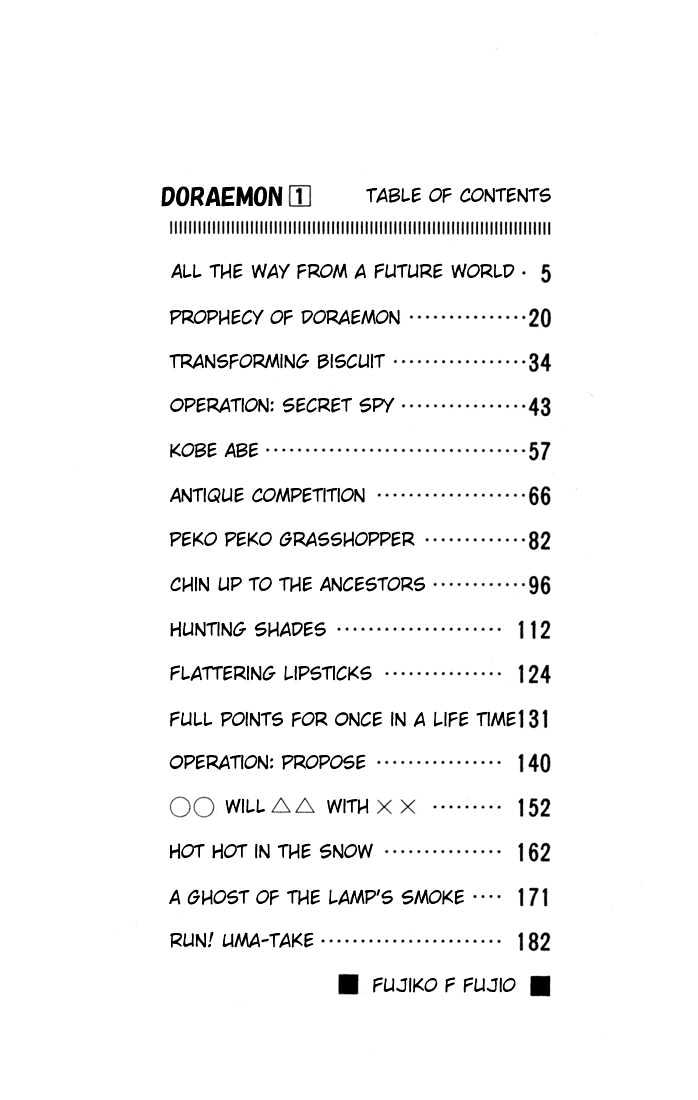 DORAEMON 1 TABLE OF CONTENTS
ALL THE WAY FROM A FUTURE WORLD · 5
PROPHECY OF DORAEMON ··············· 20
TRANSFORMING BISCUIT ················· 34
OPERATION: SECRET SPY ················ 43
KOBE ABE ································· 57
ANTIQUE COMPETITION ··················· 66
PEKO PEKO GRASSHOPPER ············· 82
CHIN UP TO THE ANCESTORS ············ 96
HUNTING SHADES ····················· 112
FLATTERING LIPSTICKS ··············· 124
FULL POINTS FOR ONCE IN A LIFE TIME 131
OPERATION: PROPOSE ················ 140
○○ WILL △△ WITH ×× ········· 152
HOT HOT IN THE SNOW ··············· 162
A GHOST OF THE LAMP'S SMOKE ···· 171
RUN! UMA-TAKE ······················· 182
■ FUJIKO F FUJIO ■